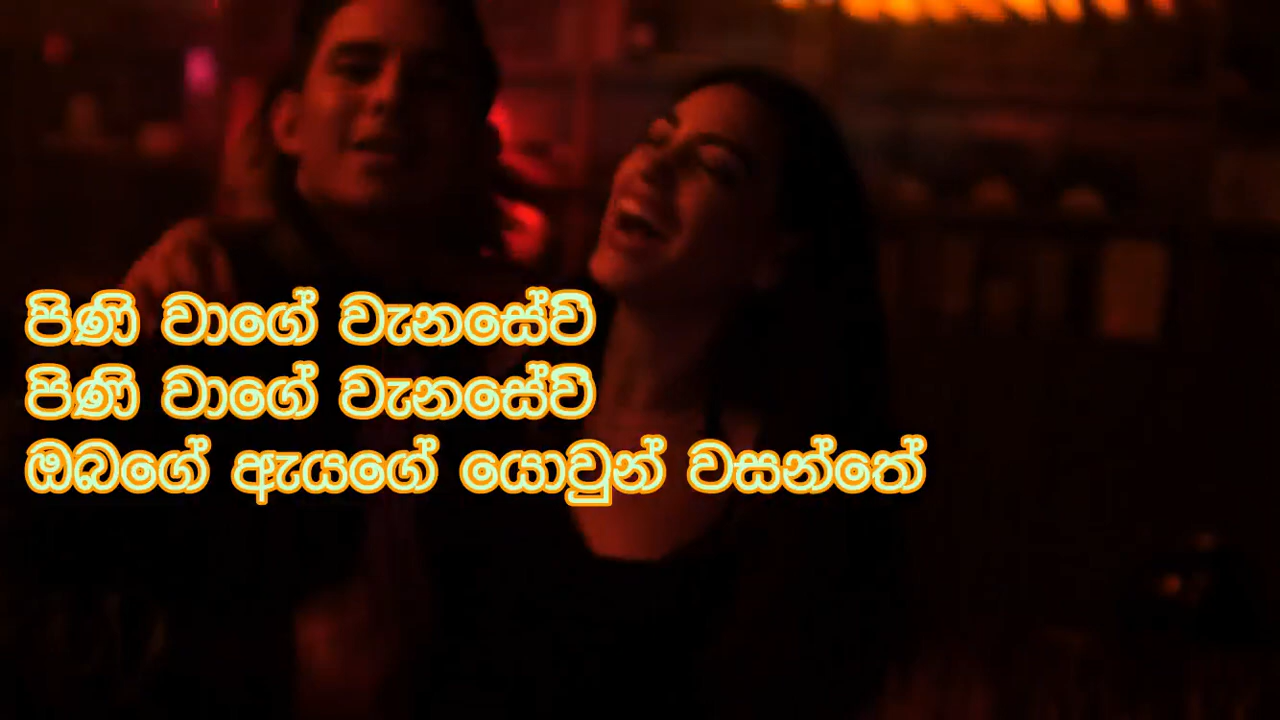 පිණි වාගේ වැනසේවි
පිණි වාගේ වැනසේවී
ඔබගේ ඇයගේ යොවුන් වසන්තේ